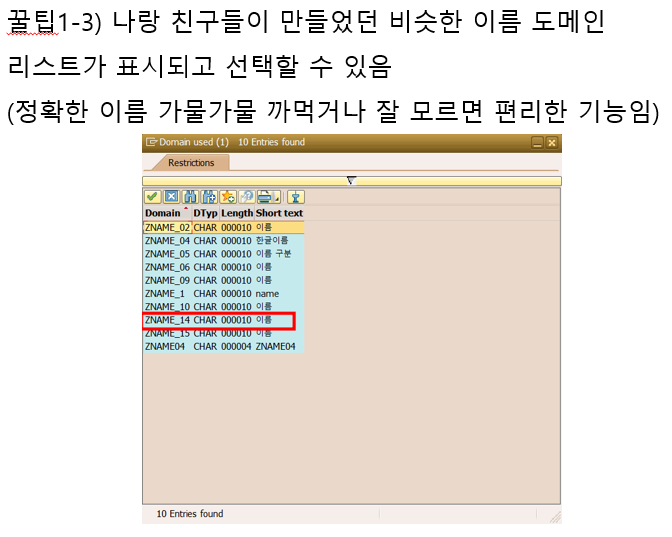 꿀팁1-3) 나랑 친구들이 만들었던 비슷한 이름 도메인
리스트가 표시되고 선택할 수 있음
(정확한 이름 가물가물 까먹거나 잘 모르면 편리한 기능임)
Domain used (1) 10 Entries found
Restrictions
Domain DTyp Length Short text
ZNAME_02 CHAR 000010 이름
ZNAME_04 CHAR 000010 한글이름
ZNAME_05 CHAR 000010 이름 구분
ZNAME_06 CHAR 000010 이름
ZNAME_09 CHAR 000010 이름
ZNAME_1 CHAR 000010 name
ZNAME_10 CHAR 000010 이름
ZNAME_14 CHAR 000010 이름
ZNAME_15 CHAR 000010 이름
ZNAME04 CHAR 000004 ZNAME04
10 Entries found